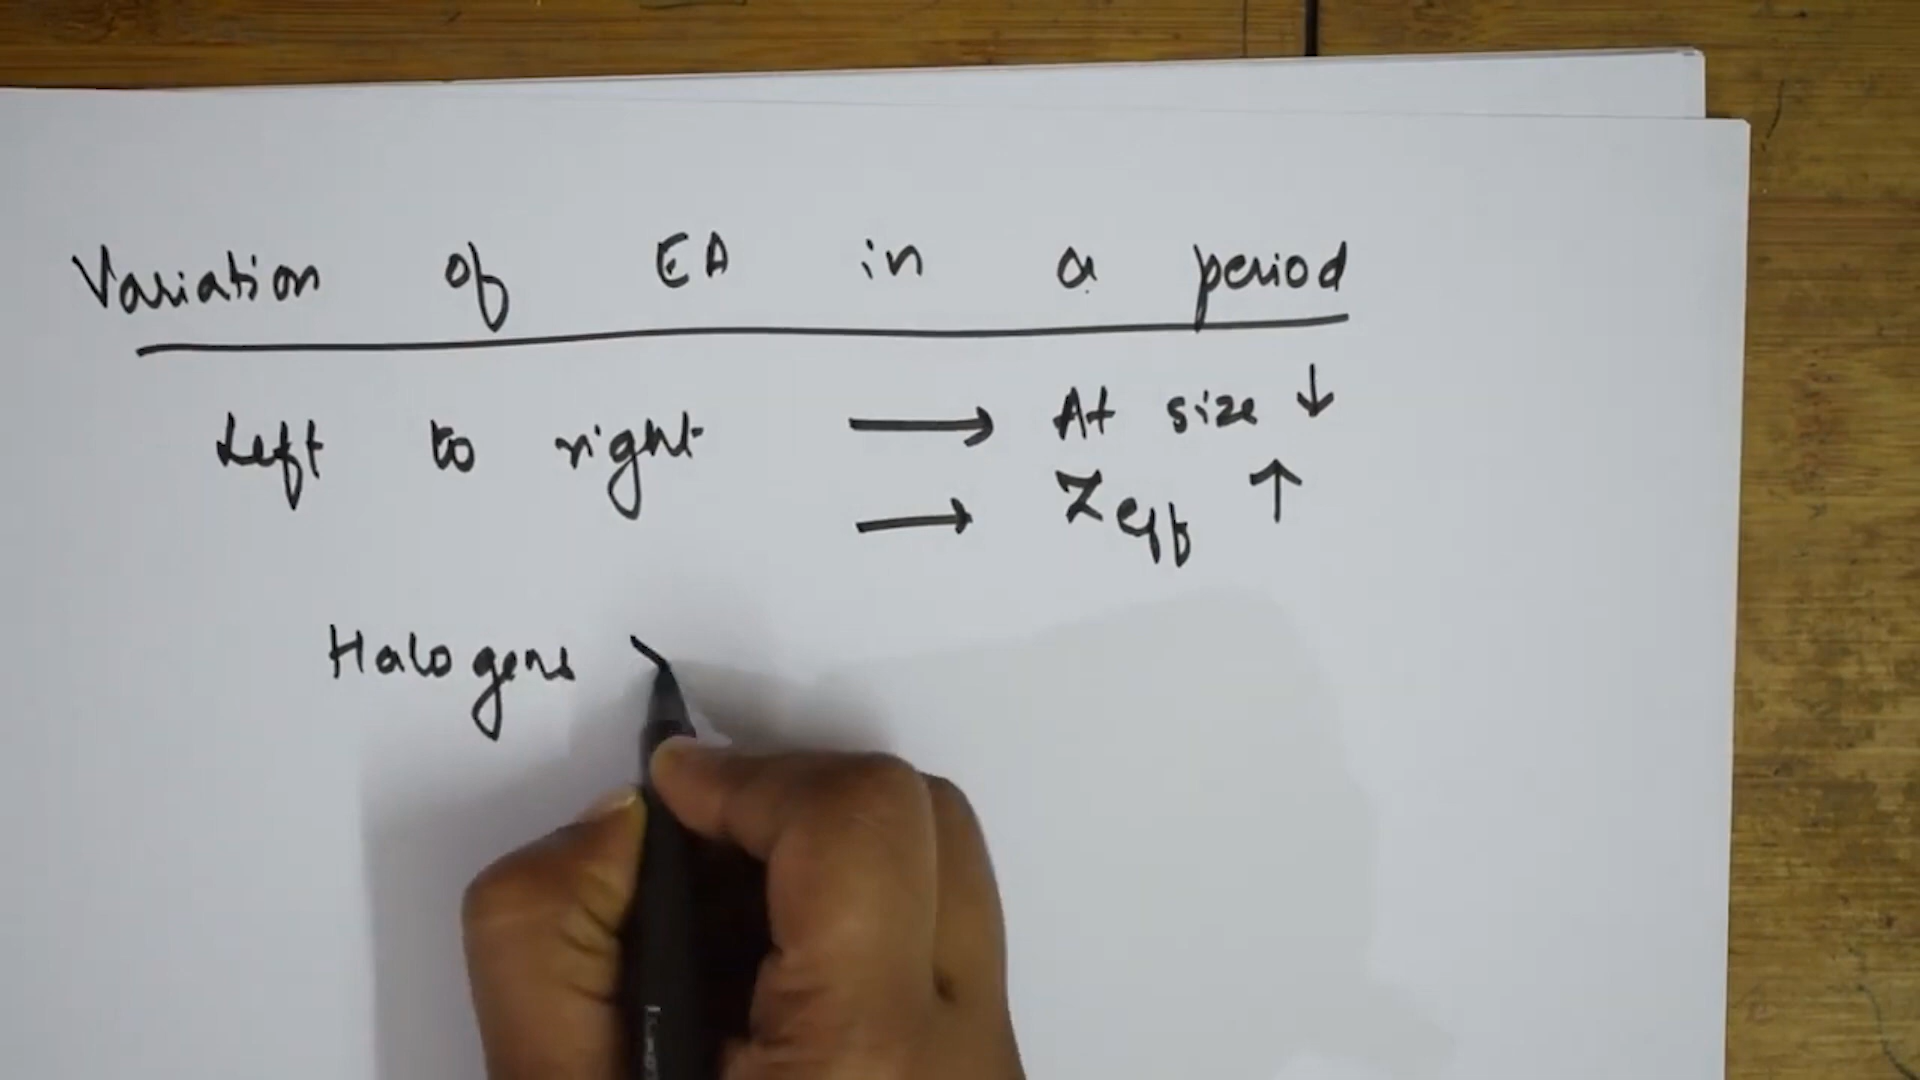 Variation of EA in a period
Left to right → At size ↓
→ Zeff ↑
Halogens